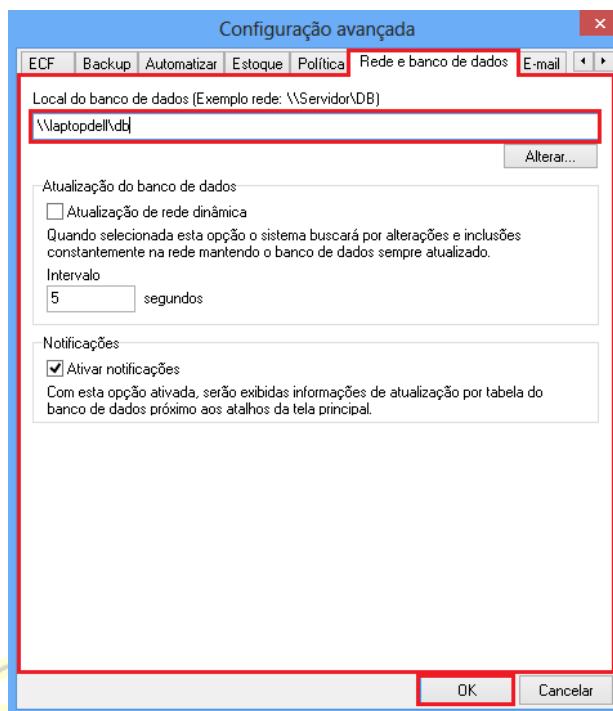 Configuração avançada
ECF Backup Automatizar Estoque Política Rede e banco de dados E-mail
Local do banco de dados (Exemplo rede: \\Servidor\DB)
\\laptopdell\db
Alterar...
Atualização do banco de dados
Atualização de rede dinâmica
Quando selecionada esta opção o sistema buscará por alterações e inclusões
constantemente na rede mantendo o banco de dados sempre atualizado.
Intervalo
5 segundos
Notificações
Ativar notificações
Com esta opção ativada, serão exibidas informações de atualização por tabela do
banco de dados próximo aos atalhos da tela principal.
OK Cancelar